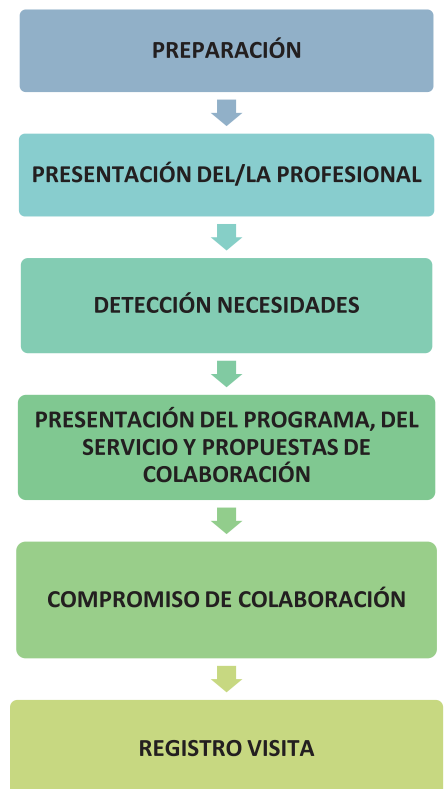 PREPARACIÓN
PRESENTACIÓN DEL/LA PROFESIONAL
DETECCIÓN NECESIDADES
PRESENTACIÓN DEL PROGRAMA, DEL
SERVICIO Y PROPUESTAS DE
COLABORACIÓN
COMPROMISO DE COLABORACIÓN
REGISTRO VISITA